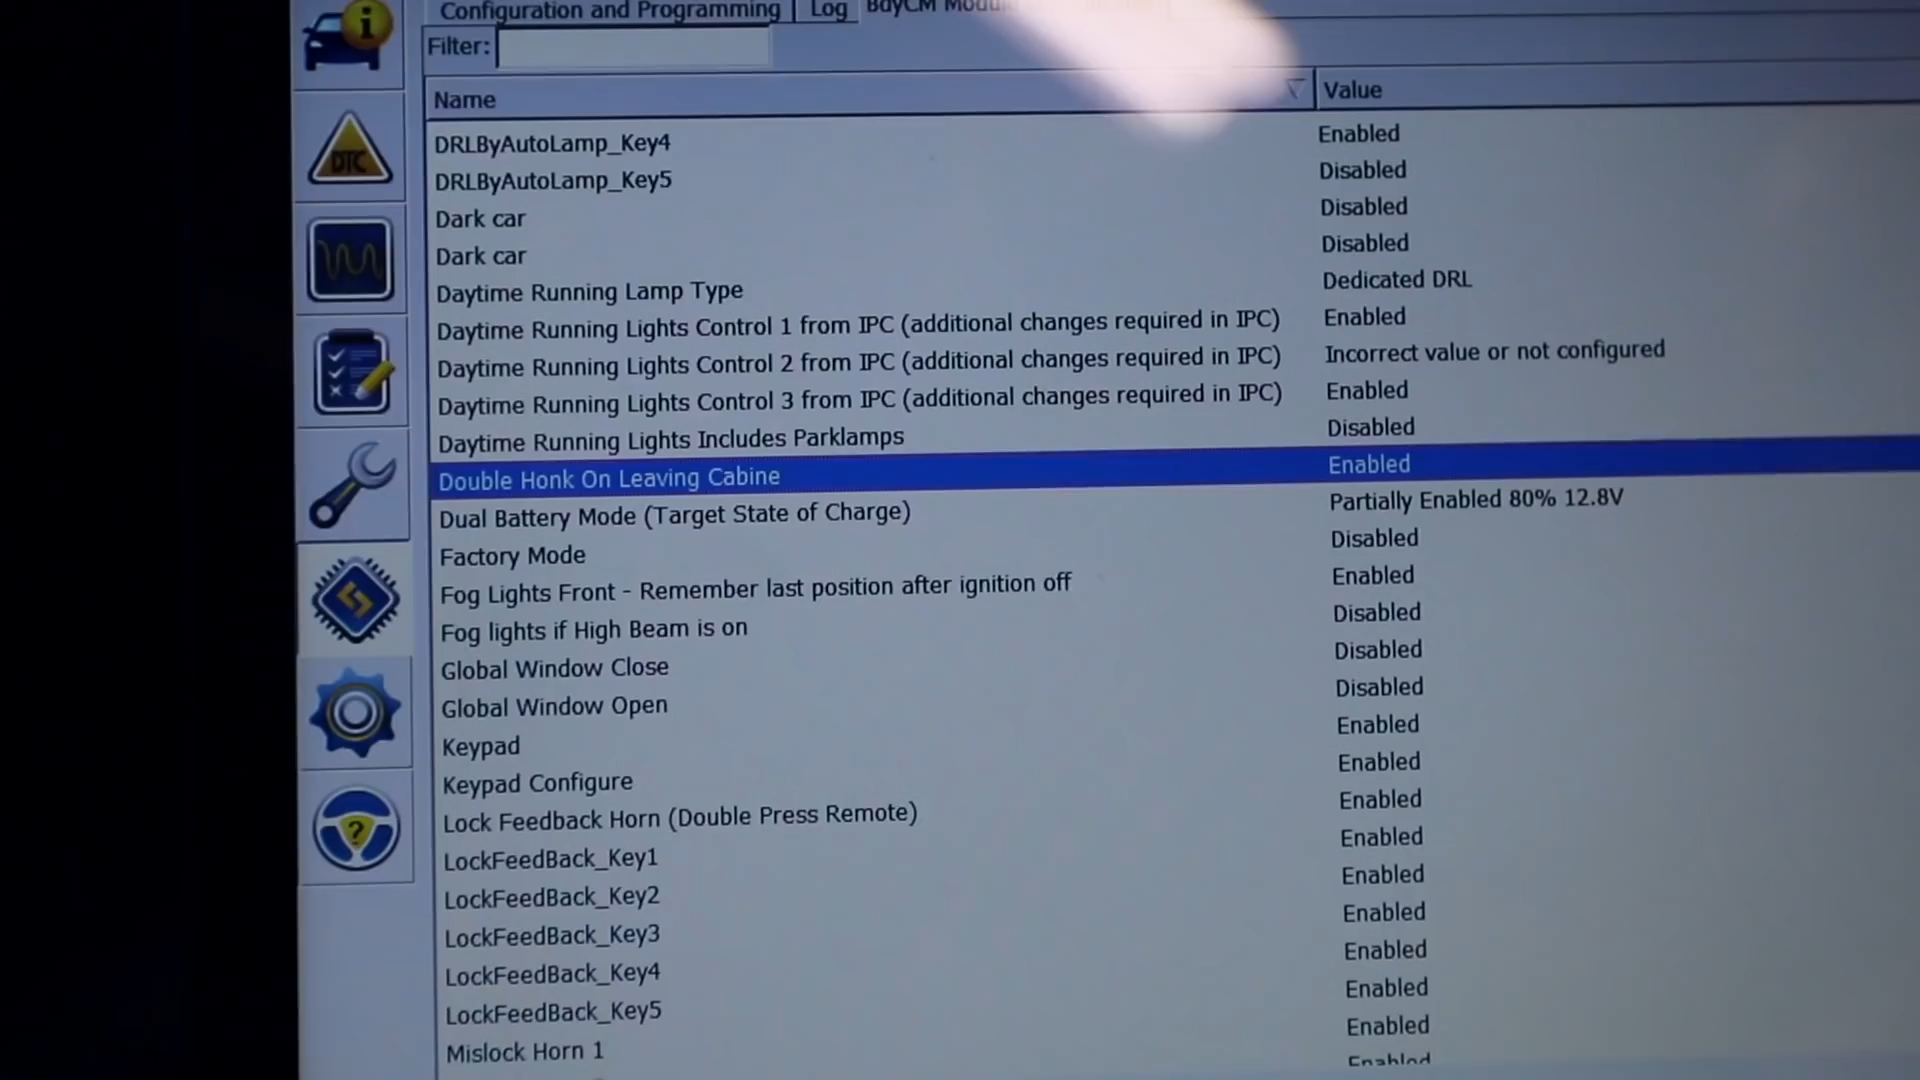 Configuration and Programming Log BdyCM
Filter:
Name Value
DRLByAutoLamp_Key4 Enabled
DRLByAutoLamp_Key5 Disabled
Dark car Disabled
Dark car Disabled
Daytime Running Lamp Type Dedicated DRL
Daytime Running Lights Control 1 from IPC (additional changes required in IPC) Enabled
Daytime Running Lights Control 2 from IPC (additional changes required in IPC) Incorrect value or not configured
Daytime Running Lights Control 3 from IPC (additional changes required in IPC) Enabled
Daytime Running Lights Includes Parklamps Disabled
Double Honk On Leaving Cabine Enabled
Dual Battery Mode (Target State of Charge) Partially Enabled 80% 12.8V
Factory Mode Disabled
Fog Lights Front - Remember last position after ignition off Enabled
Fog lights if High Beam is on Disabled
Global Window Close Disabled
Global Window Open Disabled
Keypad Enabled
Keypad Configure Enabled
Lock Feedback Horn (Double Press Remote) Enabled
LockFeedBack_Key1 Enabled
LockFeedBack_Key2 Enabled
LockFeedBack_Key3 Enabled
LockFeedBack_Key4 Enabled
LockFeedBack_Key5 Enabled
Mislock Horn 1 Enabled
Enabled
DTC